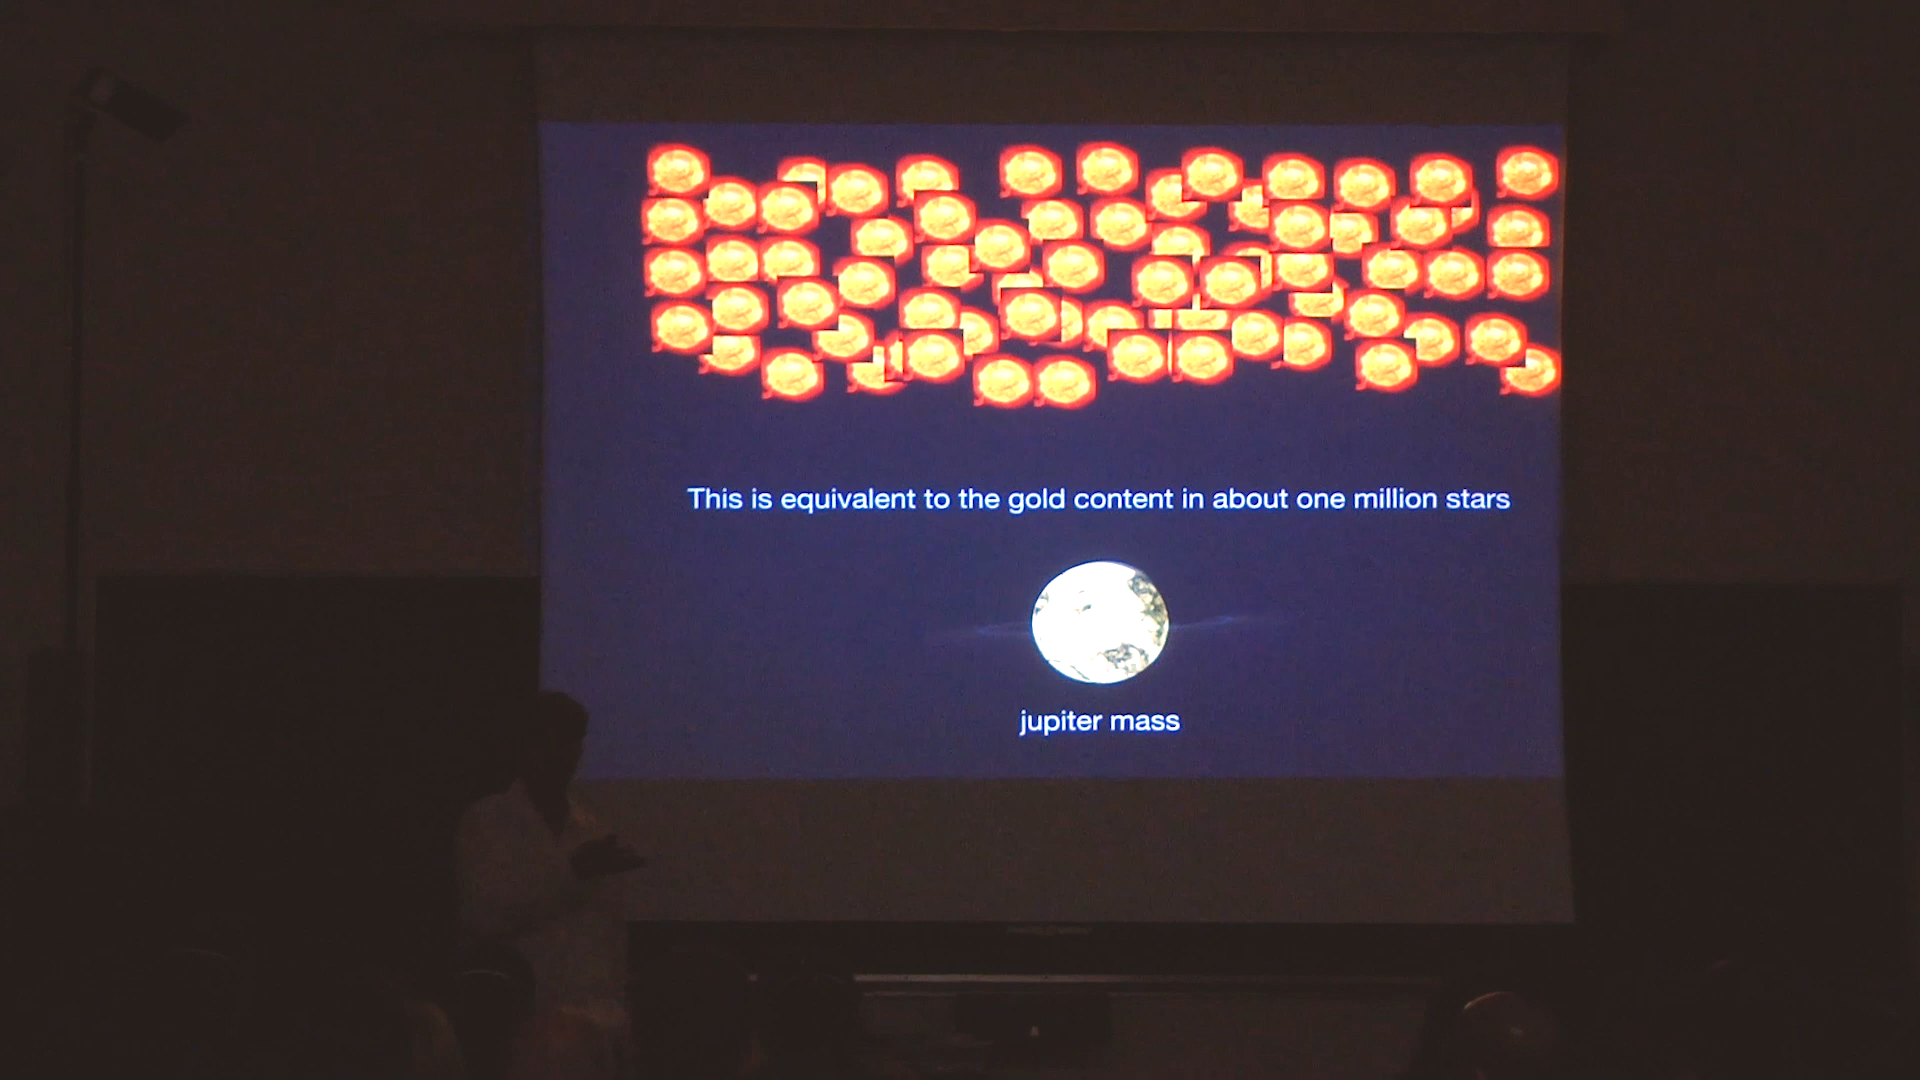 This is equivalent to the gold content in about one million stars
jupiter mass